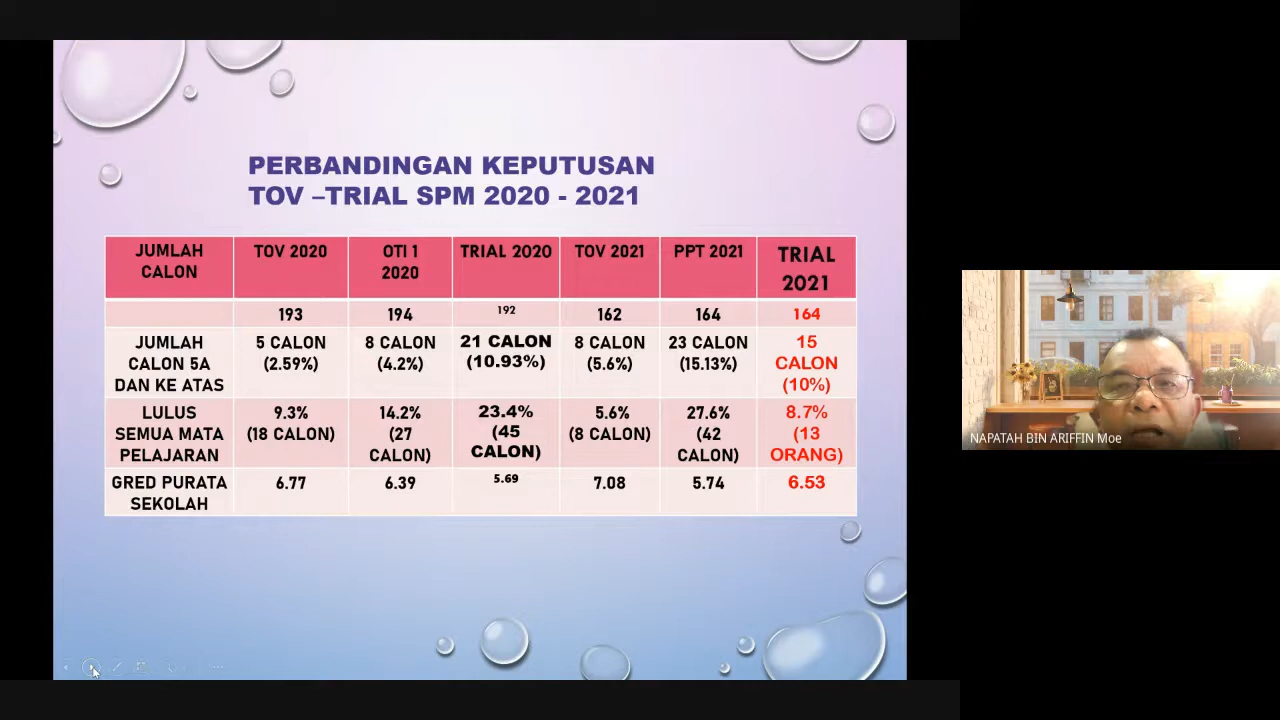 PERBANDINGAN KEPUTUSAN
TOV –TRIAL SPM 2020 - 2021
JUMLAH CALON TOV 2020 OTI 1 2020 TRIAL 2020 TOV 2021 PPT 2021 TRIAL 2021
193 194 192 162 164 164
JUMLAH CALON 5A DAN KE ATAS 5 CALON (2.59%) 8 CALON (4.2%) 21 CALON (10.93%) 8 CALON (5.6%) 23 CALON (15.13%) 15 CALON (10%)
LULUS SEMUA MATA PELAJARAN 9.3% (18 CALON) 14.2% (27 CALON) 23.4% (45 CALON) 5.6% (8 CALON) 27.6% (42 CALON) 8.7% (13 ORANG)
GRED PURATA SEKOLAH 6.77 6.39 5.69 7.08 5.74 6.53
NAPATAH BIN ARIFFIN Moe